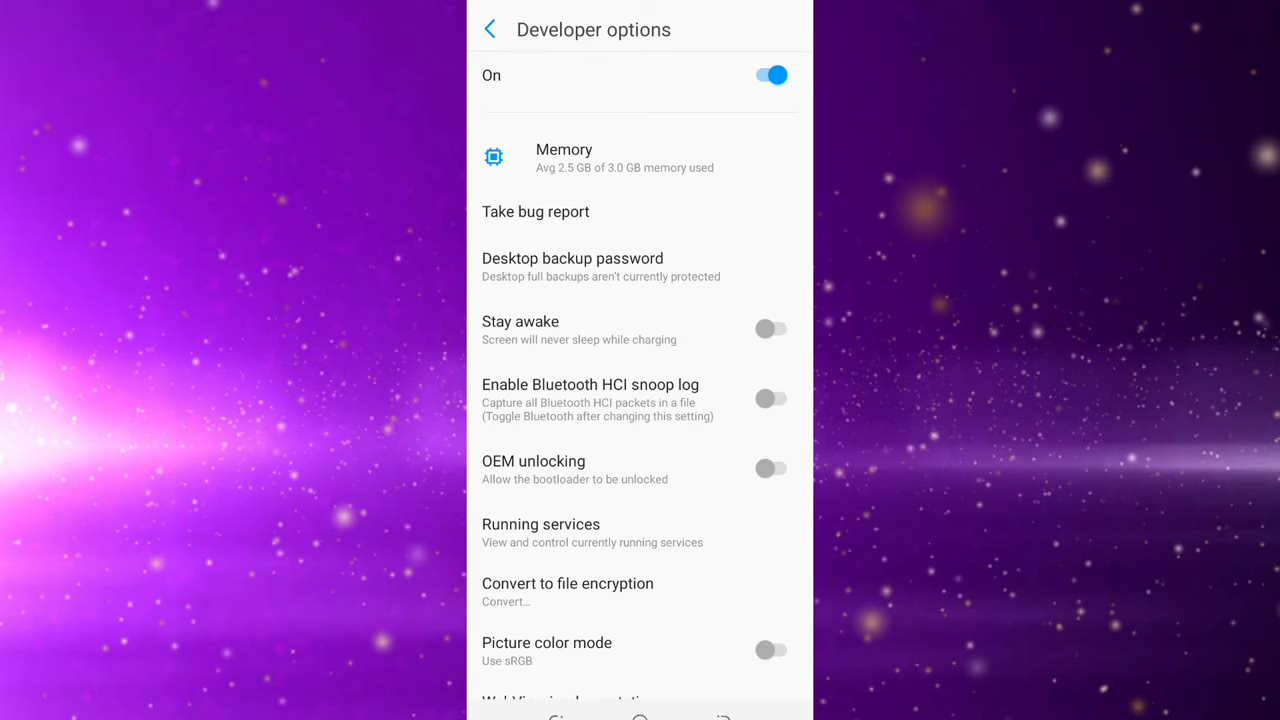 Developer options
On
Memory
Avg 2.5 GB of 3.0 GB memory used
Take bug report
Desktop backup password
Desktop full backups aren't currently protected
Stay awake
Screen will never sleep while charging
Enable Bluetooth HCI snoop log
Capture all Bluetooth HCI packets in a file
(Toggle Bluetooth after changing this setting)
OEM unlocking
Allow the bootloader to be unlocked
Running services
View and control currently running services
Convert to file encryption
Convert...
Picture color mode
Use sRGB